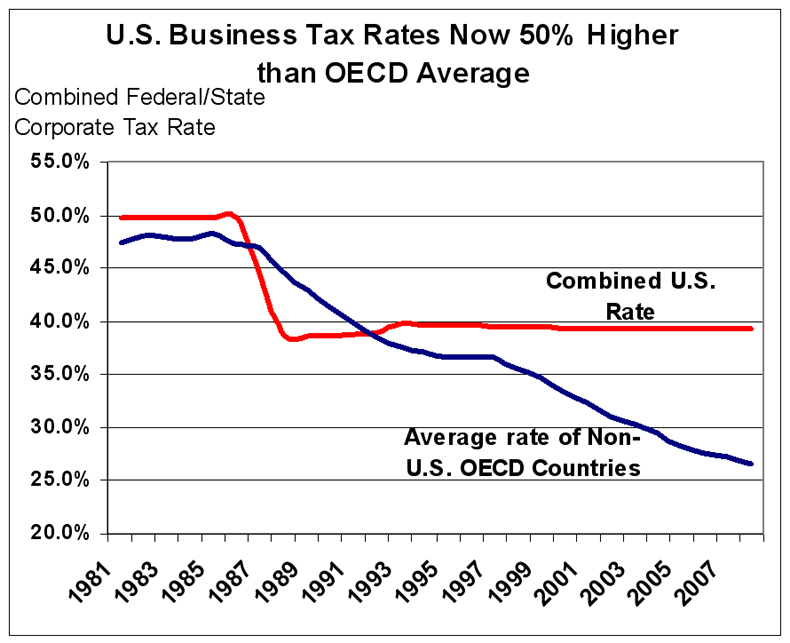 U.S. Business Tax Rates Now 50% Higher
than OECD Average
Combined Federal/State
Corporate Tax Rate
55.0%
50.0%
45.0%
40.0%
35.0%
30.0%
25.0%
20.0%
Combined U.S.
Rate
Average rate of Non-
U.S. OECD Countries
1981
1983
1985
1987
1989
1991
1993
1995
1997
1999
2001
2003
2005
2007